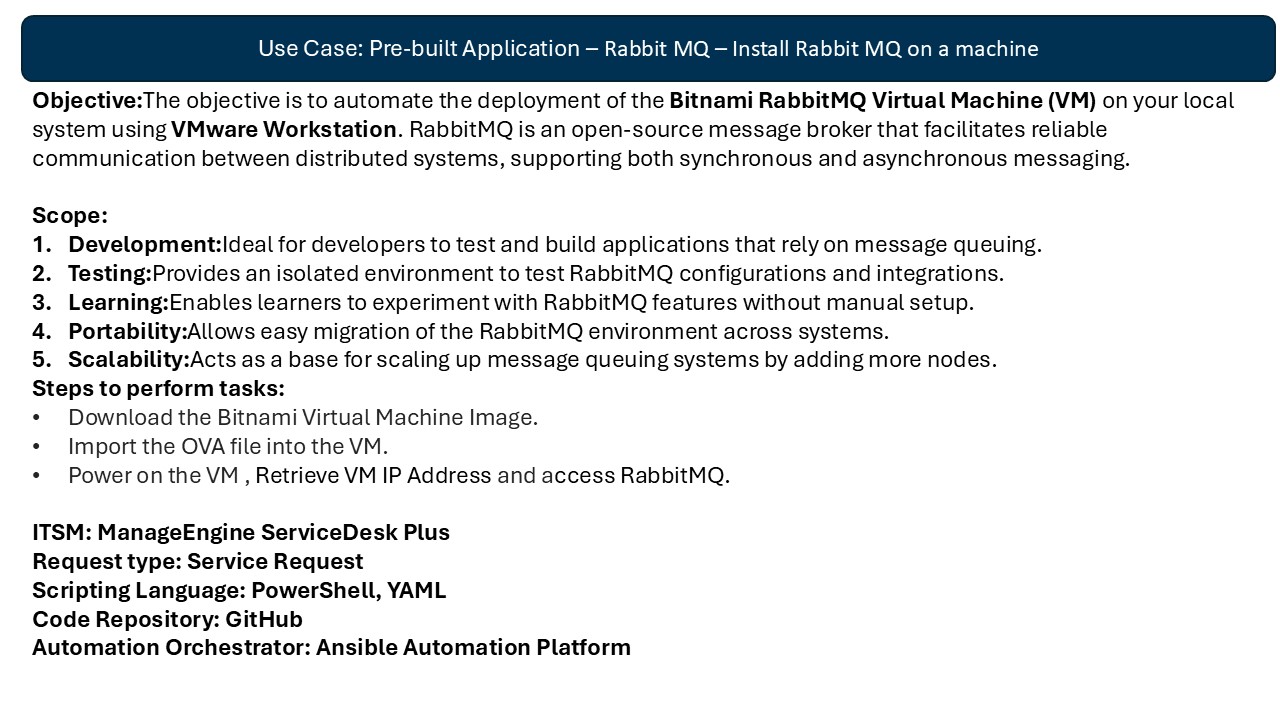 Use Case: Pre-built Application – Rabbit MQ – Install Rabbit MQ on a machine
Objective:The objective is to automate the deployment of the Bitnami RabbitMQ Virtual Machine (VM) on your local
system using VMware Workstation. RabbitMQ is an open-source message broker that facilitates reliable
communication between distributed systems, supporting both synchronous and asynchronous messaging.
Scope:
1. Development:Ideal for developers to test and build applications that rely on message queuing.
2. Testing:Provides an isolated environment to test RabbitMQ configurations and integrations.
3. Learning:Enables learners to experiment with RabbitMQ features without manual setup.
4. Portability:Allows easy migration of the RabbitMQ environment across systems.
5. Scalability:Acts as a base for scaling up message queuing systems by adding more nodes.
Steps to perform tasks:
• Download the Bitnami Virtual Machine Image.
• Import the OVA file into the VM.
• Power on the VM , Retrieve VM IP Address and access RabbitMQ.
ITSM: ManageEngine ServiceDesk Plus
Request type: Service Request
Scripting Language: PowerShell, YAML
Code Repository: GitHub
Automation Orchestrator: Ansible Automation Platform